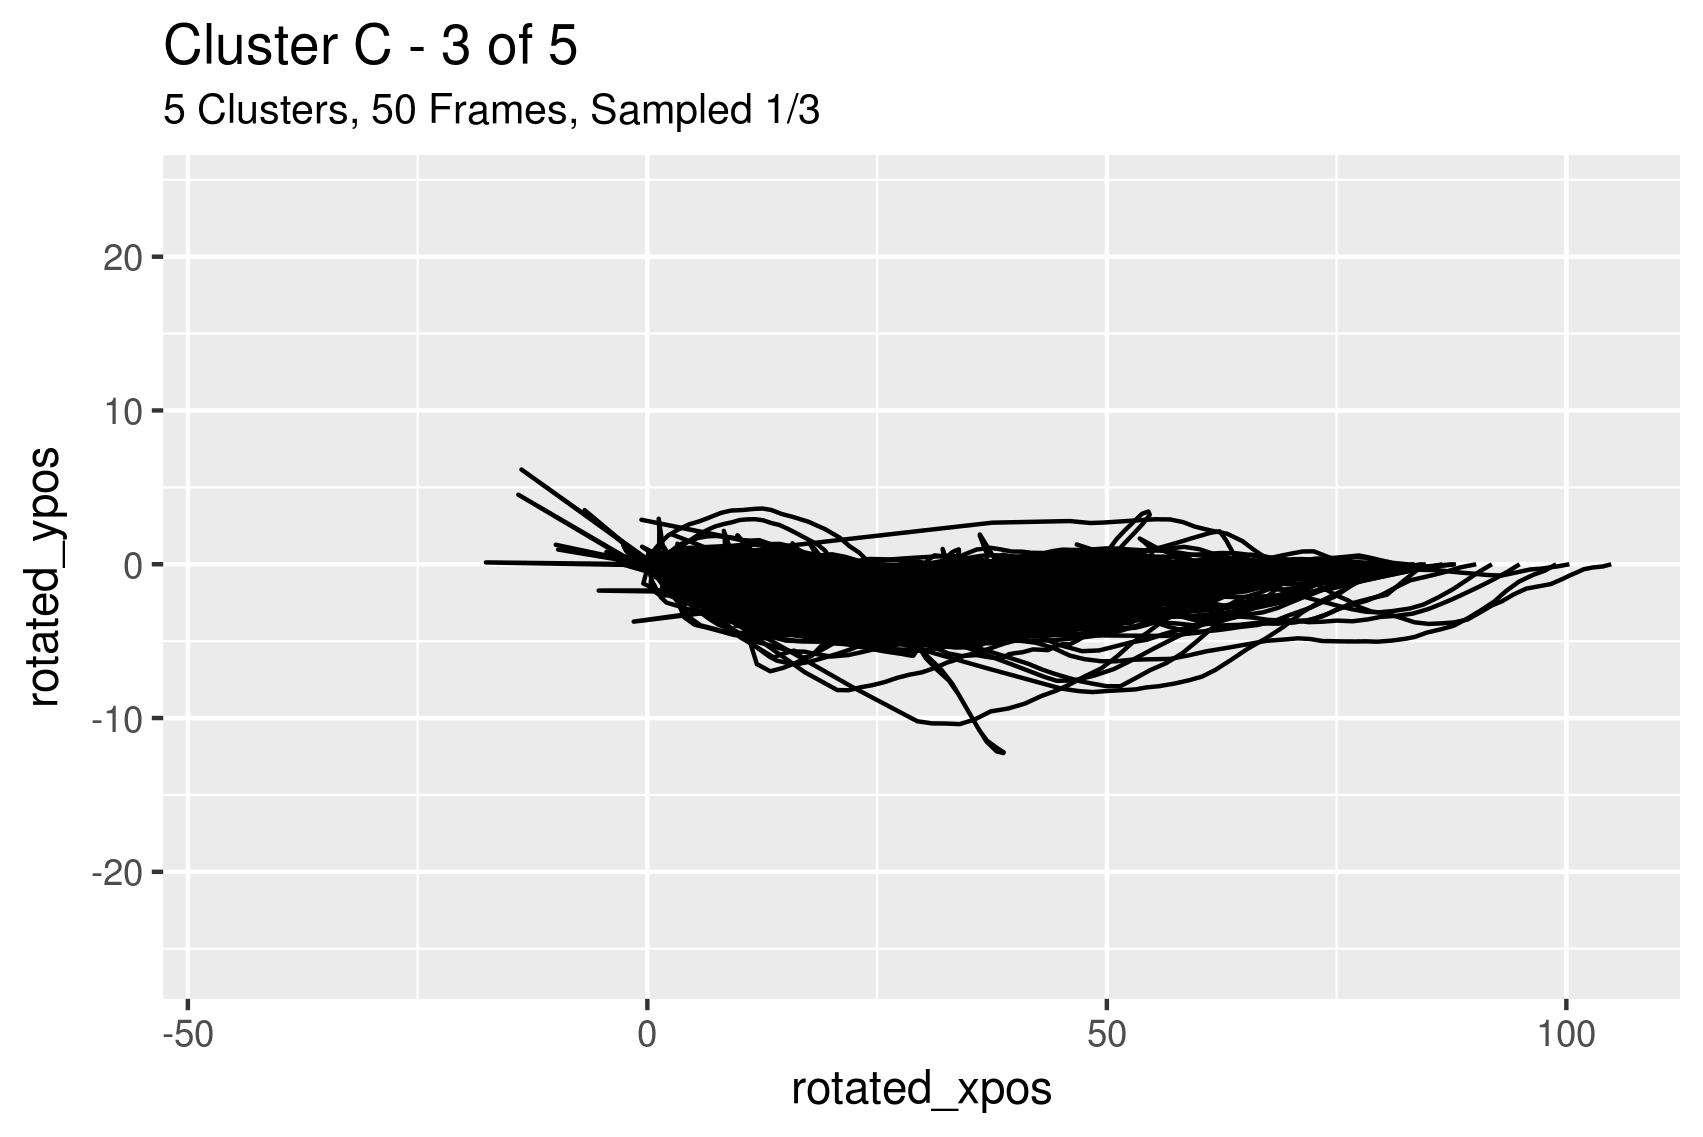 Cluster C - 3 of 5
5 Clusters, 50 Frames, Sampled 1/3
rotated_ypos
20
10
0
-10
-20
-50 0 50 100
rotated_xpos